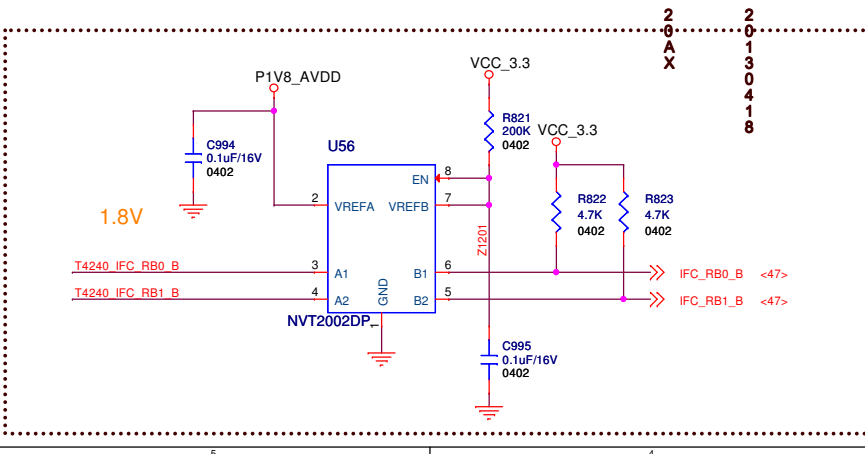 20AX
20130418
VCC_3.3
P1V8_AVDD
R821
200K
0402
VCC_3.3
C994
0.1uF/16V
0402
U56
EN
8
2
VREFA
VREFB
7
R822
4.7K
0402
R823
4.7K
0402
1.8V
Z1201
T4240_IFC_RB0_B
3
A1
B1
6
IFC_RB0_B
<47>
T4240_IFC_RB1_B
4
A2
GND
B2
5
IFC_RB1_B
<47>
NVT2002DP
1
C995
0.1uF/16V
0402
5
4